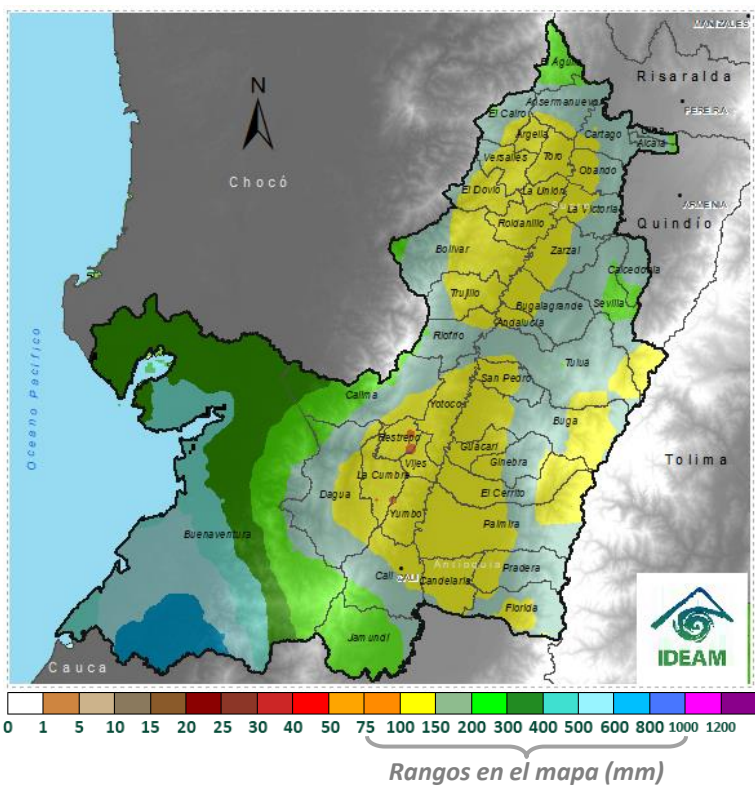 MANIZALES
El Águila
Risaralda
N
Ansermanuevo
El Cairo
PEREIRA
Argelia
Cartago
Alcalá
Chocó
Versalles
Toro
Obando
El Dovio
La Unión
ARMENIA
La Victoria
Quindío
Roldanillo
Bolívar
Zarzal
Caicedonia
Trujillo
Sevilla
Bugalagrande
Andalucía
Oceano Pacífico
Riofrío
Tuluá
San Pedro
Calima
Yotoco
Buga
Restrepo
Guacarí
Tolima
Vijes
Ginebra
La Cumbre
Dagua
El Cerrito
Yumbo
Palmira
Buenaventura
Ansioquia
Pradera
Cali
CALI
Candelaria
Florida
Jamundí
IDEAM
Cauca
0 1 5 10 15 20 25 30 40 50 75 100 150 200 300 400 500 600 800 1000 1200
Rangos en el mapa (mm)